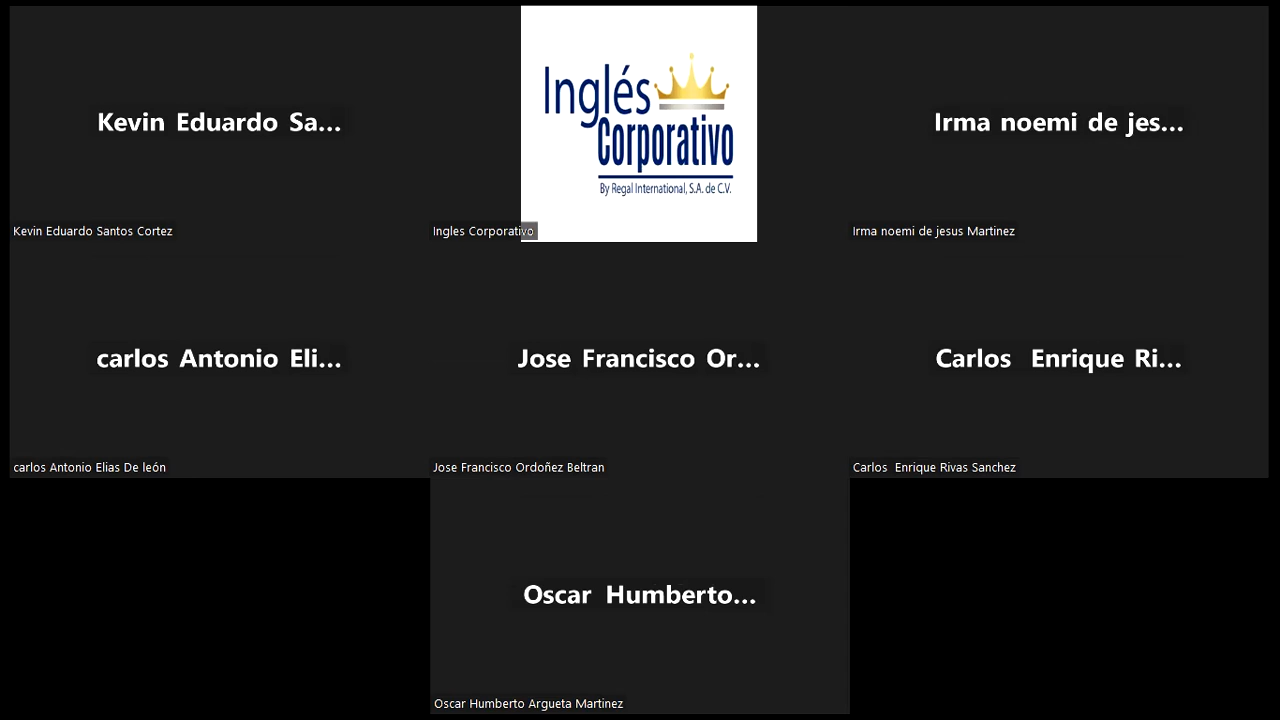 Kevin Eduardo Sa...
Kevin Eduardo Santos Cortez
Inglés
Corporativo
By Regal International, S.A. de C.V.
Ingles Corporativo
Irma noemi de jes...
Irma noemi de jesus Martinez
carlos Antonio Eli...
carlos Antonio Elias De león
Jose Francisco Or...
Jose Francisco Ordoñez Beltran
Carlos Enrique Ri...
Carlos Enrique Rivas Sanchez
Oscar Humberto...
Oscar Humberto Argueta Martinez